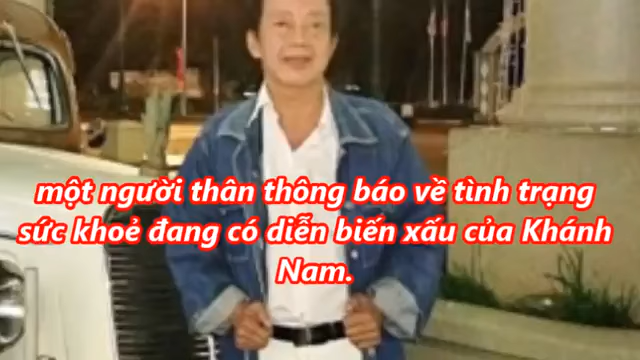 một người thân thông báo về tình trạng
sức khoẻ đang có diễn biến xấu của Khánh
Nam.